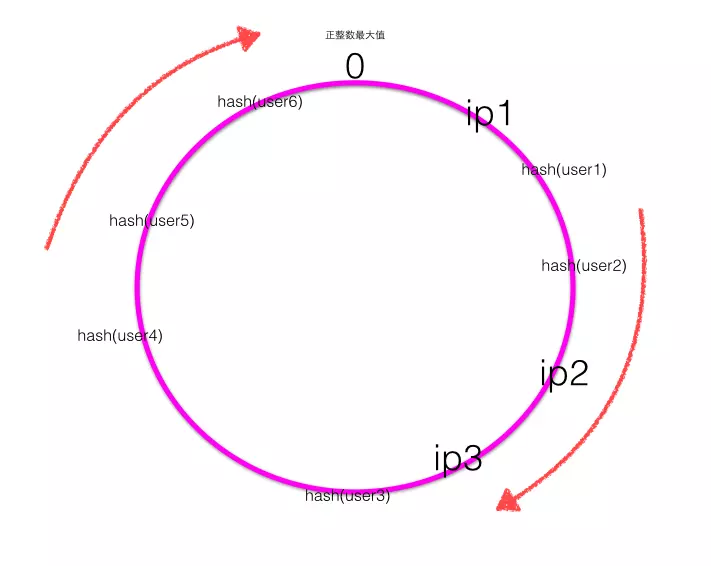 正整数最大值
0
hash(user6)
ip1
hash(user1)
hash(user5)
hash(user2)
hash(user4)
ip2
ip3
hash(user3)